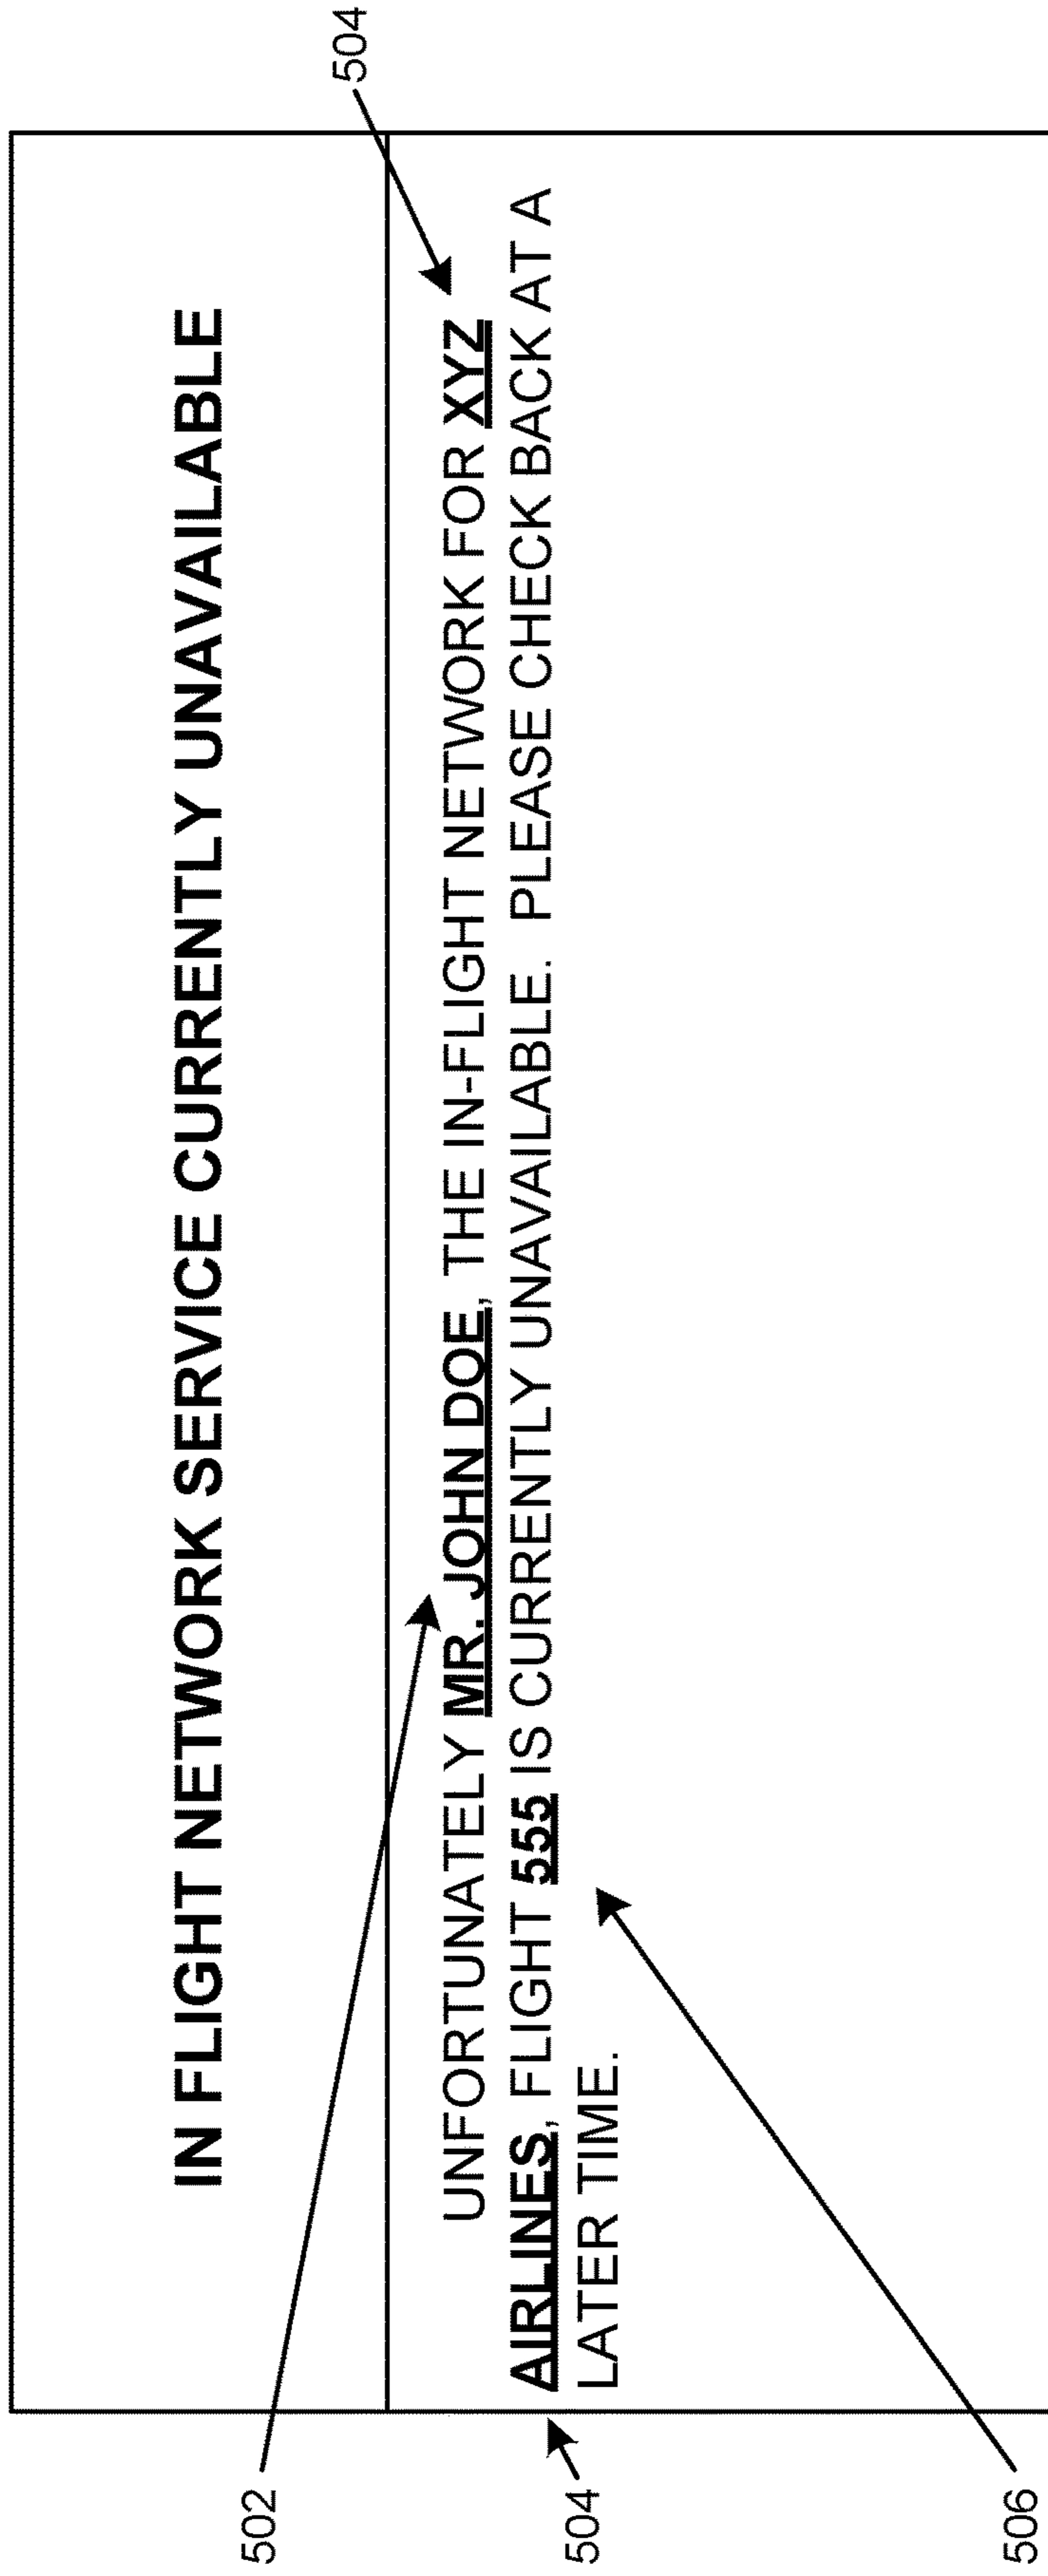 IN FLIGHT NETWORK SERVICE CURRENTLY UNAVAILABLE
504
502
UNFORTUNATELY MR. JOHN DOE, THE IN-FLIGHT NETWORK FOR XYZ
AIRLINES, FLIGHT 555 IS CURRENTLY UNAVAILABLE. PLEASE CHECK BACK AT A
LATER TIME.
504
506